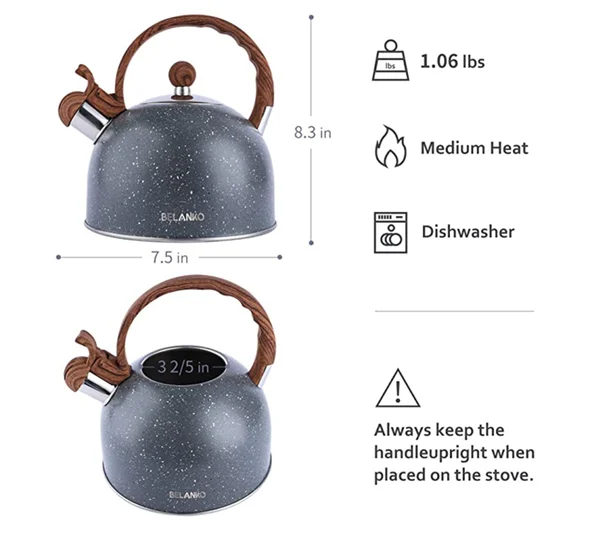 lbs
1.06 lbs
8.3 in
Medium Heat
BELANKO
Dishwasher
7.5 in
3 2/5 in
Always keep the
handleupright when
placed on the stove.
BELANKO